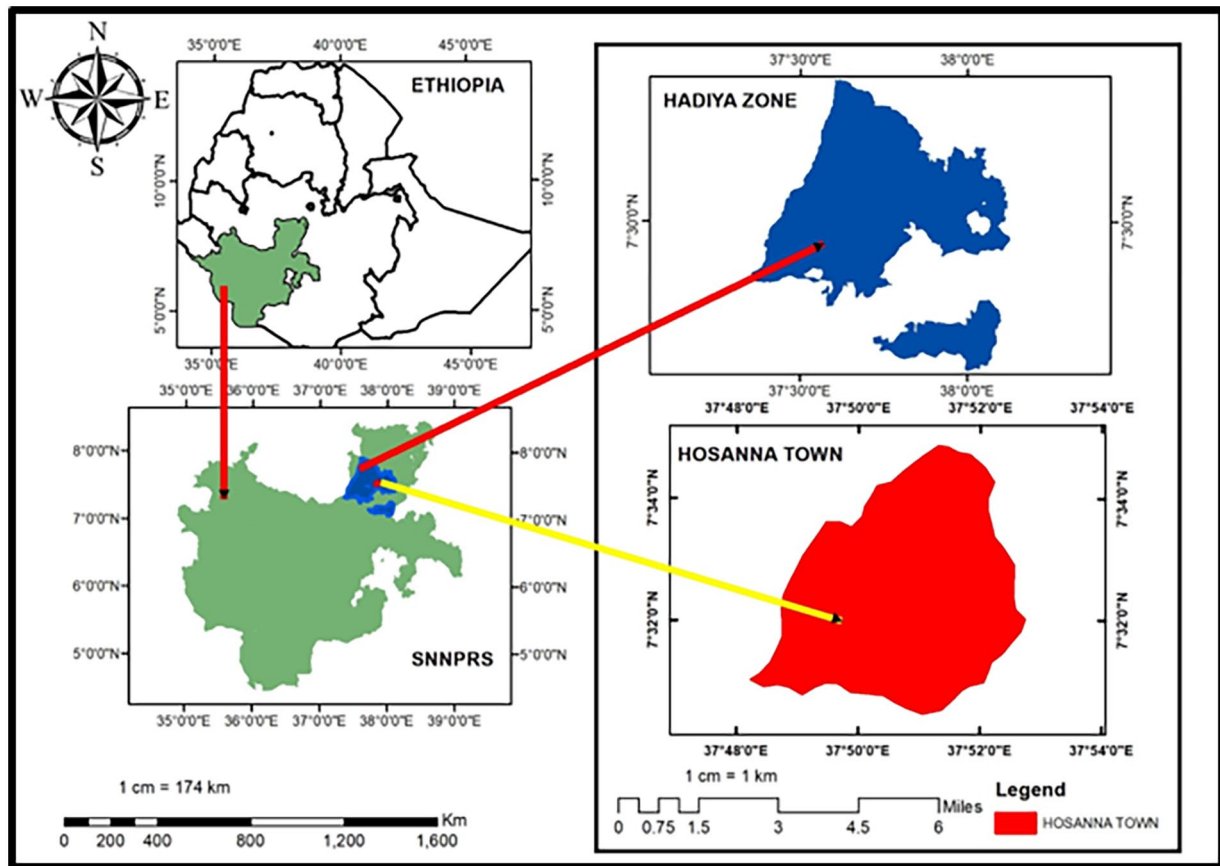 N
W E
S
35°0'0"E 40°0'0"E 45°0'0"E
ETHIOPIA
10°0'0"N 10°0'0"N
5°0'0"N 5°0'0"N
35°0'0"E 40°0'0"E 45°0'0"E
35°0'0"E 36°0'0"E 37°0'0"E 38°0'0"E 39°0'0"E
8°0'0"N 8°0'0"N
7°0'0"N 7°0'0"N
6°0'0"N 6°0'0"N
5°0'0"N 5°0'0"N
SNNPRS
35°0'0"E 36°0'0"E 37°0'0"E 38°0'0"E 39°0'0"E
1 cm = 174 km
Km
0 200 400 800 1,200 1,600
37°30'0"E 38°0'0"E
HADIYA ZONE
7°30'0"N 7°30'0"N
37°30'0"E 38°0'0"E
37°48'0"E 37°50'0"E 37°52'0"E 37°54'0"E
HOSANNA TOWN
7°34'0"N 7°34'0"N
7°32'0"N 7°32'0"N
37°48'0"E 37°50'0"E 37°52'0"E 37°54'0"E
1 cm = 1 km
Miles
0 0.75 1.5 3 4.5 6
Legend
HOSANNA TOWN